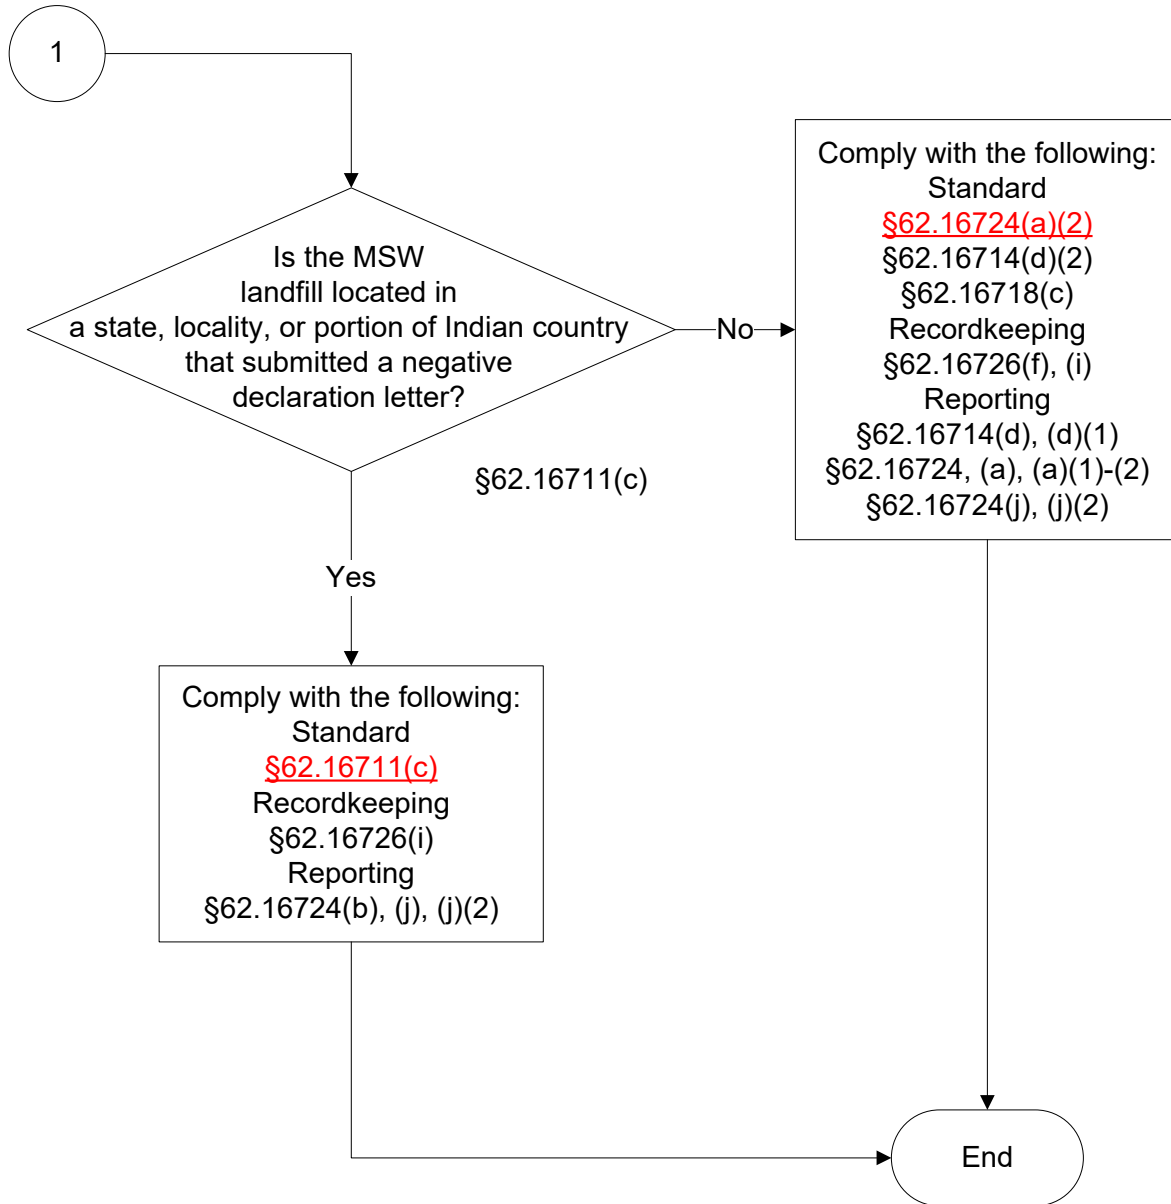 1
Is the MSW
landfill located in
a state, locality, or portion of Indian country
that submitted a negative
declaration letter?
No
§62.16711(c)
Yes
Comply with the following:
Standard
§62.16724(a)(2)
§62.16714(d)(2)
§62.16718(c)
Recordkeeping
§62.16726(f), (i)
Reporting
§62.16714(d), (d)(1)
§62.16724, (a), (a)(1)-(2)
§62.16724(j), (j)(2)
Comply with the following:
Standard
§62.16711(c)
Recordkeeping
§62.16726(i)
Reporting
§62.16724(b), (j), (j)(2)
End